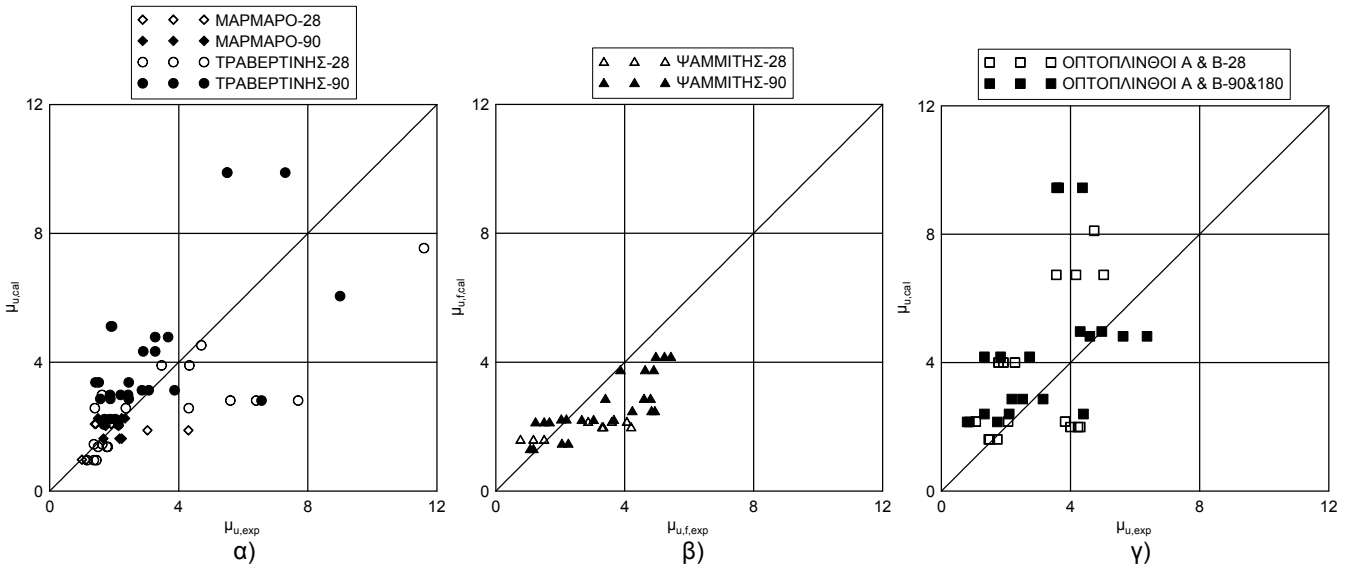 ΜΑΡΜΑΡΟ-28
ΜΑΡΜΑΡΟ-90
ΤΡΑΒΕΡΤΙΝΗΣ-28
ΤΡΑΒΕΡΤΙΝΗΣ-90
12
8
4
0
0
4
8
12
μu,cal
μu,exp
α)
ΨΑΜΜΙΤΗΣ-28
ΨΑΜΜΙΤΗΣ-90
12
8
4
0
0
4
8
12
μu,f,cal
μu,f,exp
β)
ΟΠΤΟΠΛΙΝΘΟΙ Α & Β-28
ΟΠΤΟΠΛΙΝΘΟΙ Α & Β-90&180
12
8
4
0
0
4
8
12
μu,cal
μu,exp
γ)